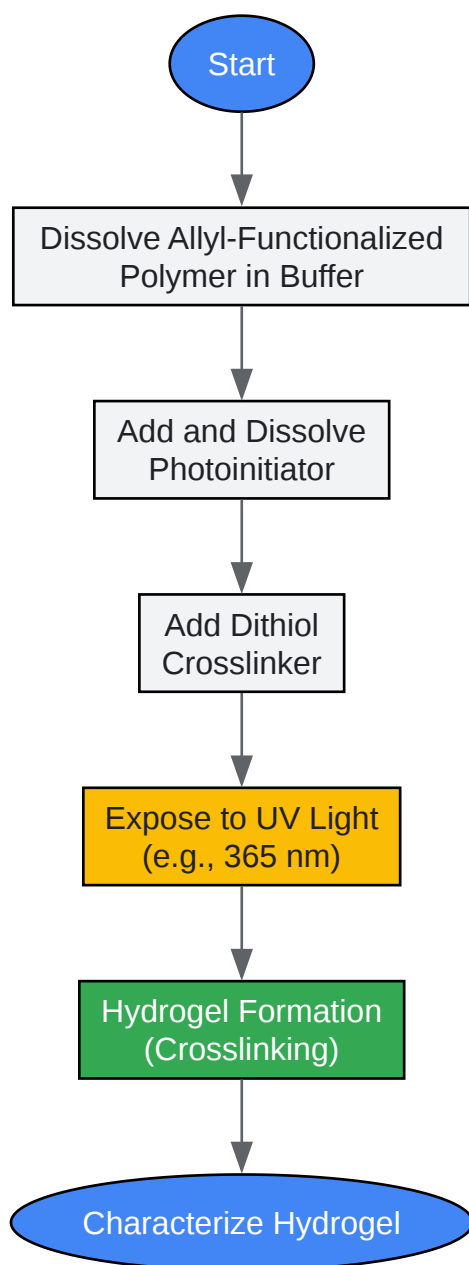 Start
Dissolve Allyl-Functionalized
Polymer in Buffer
Add and Dissolve
Photoinitiator
Add Dithiol
Crosslinker
Expose to UV Light
(e.g., 365 nm)
Hydrogel Formation
(Crosslinking)
Characterize Hydrogel